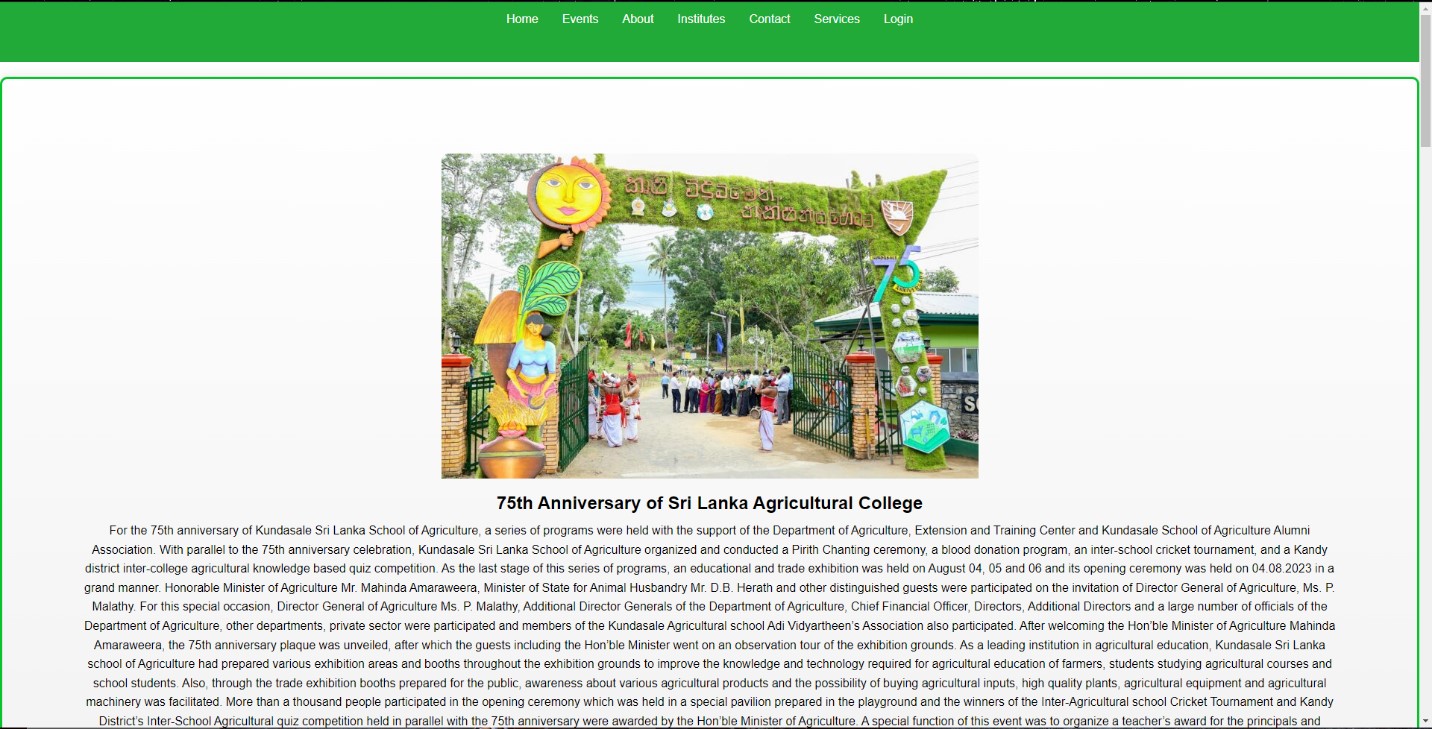 Home Events About Institutes Contact Services Login
75
75th Anniversary of Sri Lanka Agricultural College
For the 75th anniversary of Kundasale Sri Lanka School of Agriculture, a series of programs were held with the support of the Department of Agriculture, Extension and Training Center and Kundasale School of Agriculture Alumni
Association. With parallel to the 75th anniversary celebration, Kundasale Sri Lanka School of Agriculture organized and conducted a Pirith Chanting ceremony, a blood donation program, an inter-school cricket tournament, and a Kandy
district inter-college agricultural knowledge based quiz competition. As the last stage of this series of programs, an educational and trade exhibition was held on August 04, 05 and 06 and its opening ceremony was held on 04.08.2023 in a
grand manner. Honorable Minister of Agriculture Mr. Mahinda Amaraweera, Minister of State for Animal Husbandry Mr. D.B. Herath and other distinguished guests were participated on the invitation of Director General of Agriculture, Ms. P.
Malathy. For this special occasion, Director General of Agriculture Ms. P. Malathy, Additional Director Generals of the Department of Agriculture, Chief Financial Officer, Directors, Additional Directors and a large number of officials of the
Department of Agriculture, other departments, private sector were participated and members of the Kundasale Agricultural school Adi Vidyartheen's Association also participated. After welcoming the Hon'ble Minister of Agriculture Mahinda
Amaraweera, the 75th anniversary plaque was unveiled, after which the guests including the Hon'ble Minister went on an observation tour of the exhibition grounds. As a leading institution in agricultural education, Kundasale Sri Lanka
school of Agriculture had prepared various exhibition areas and booths throughout the exhibition grounds to improve the knowledge and technology required for agricultural education of farmers, students studying agricultural courses and
school students. Also, through the trade exhibition booths prepared for the public, awareness about various agricultural products and the possibility of buying agricultural inputs, high quality plants, agricultural equipment and agricultural
machinery was facilitated. More than a thousand people participated in the opening ceremony which was held in a special pavilion prepared in the playground and the winners of the Inter-Agricultural school Cricket Tournament and Kandy
District's Inter-School Agricultural quiz competition held in parallel with the 75th anniversary were awarded by the Hon'ble Minister of Agriculture. A special function of this event was to organize a teacher's award for the principals and